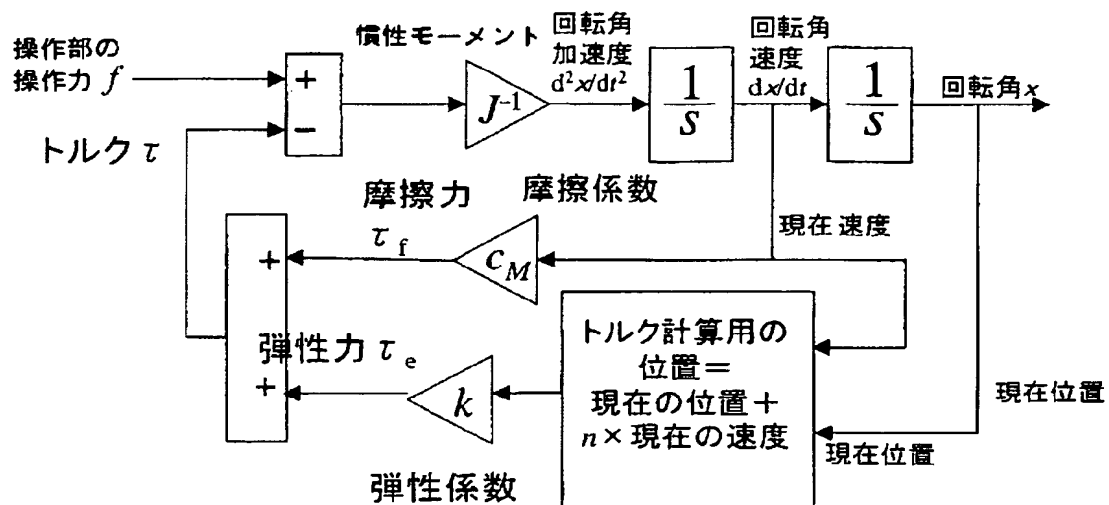 操作部の
操作力 f
慣性モーメント
回転角
加速度
d²x/dt²
回転角
速度
dx/dt
回転角x
+
−
J⁻¹
1
s
1
s
トルク τ
摩擦力
τf
摩擦係数
現在速度
+
cM
トルク計算用の
位置=
現在の位置+
n×現在の速度
弾性力 τe
+
k
現在位置
現在位置
弾性係数